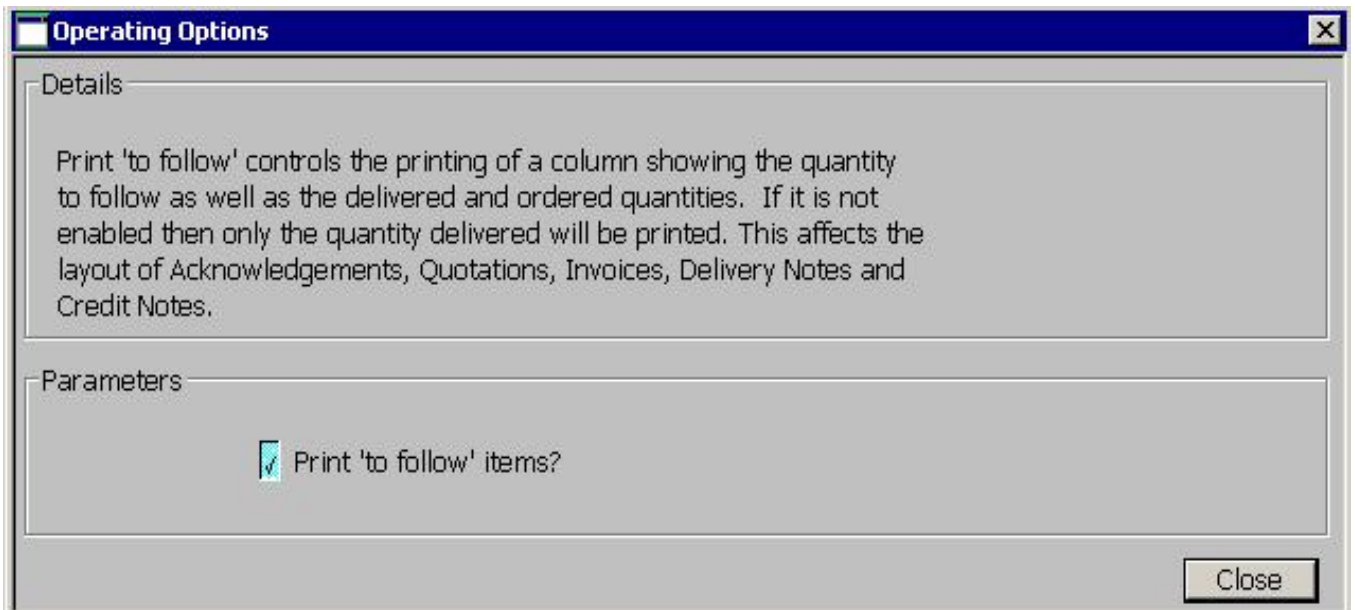 Operating Options
Details
Print 'to follow' controls the printing of a column showing the quantity
to follow as well as the delivered and ordered quantities.  If it is not
enabled then only the quantity delivered will be printed. This affects the
layout of Acknowledgements, Quotations, Invoices, Delivery Notes and
Credit Notes.
Parameters
Print 'to follow' items?
Close